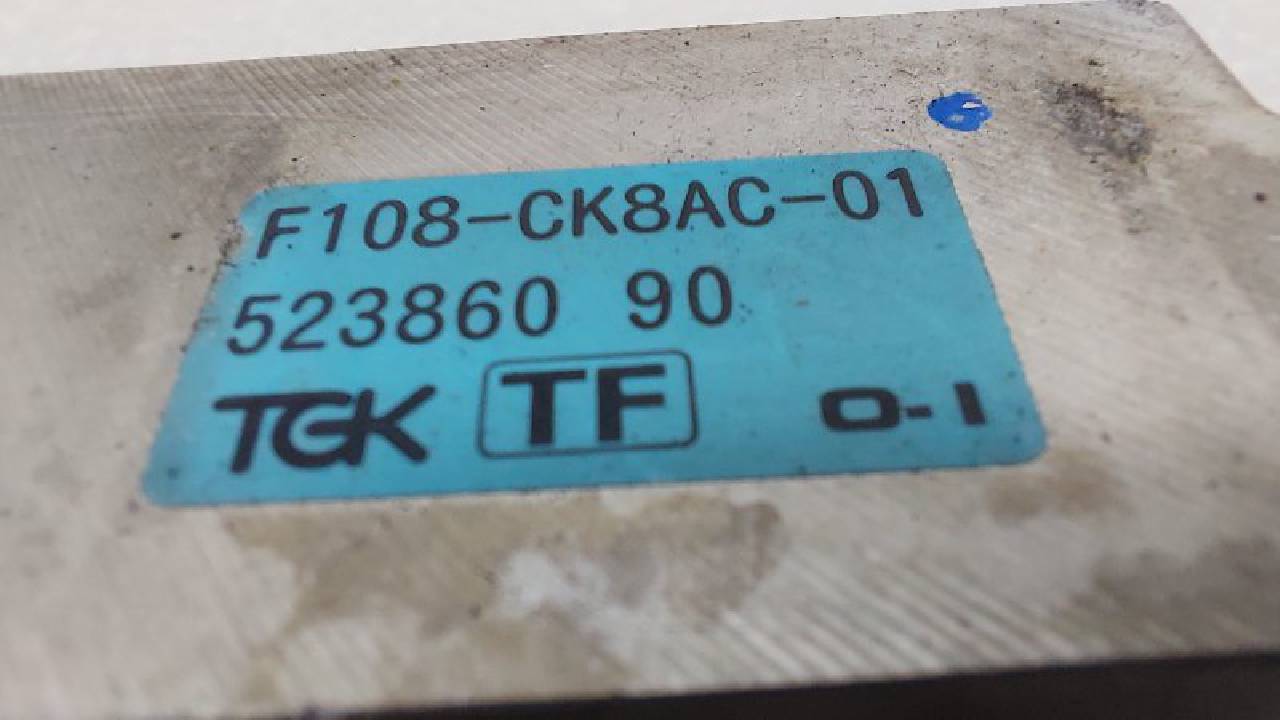 F108-CK8AC-01
523860 90
TGK TF O-I